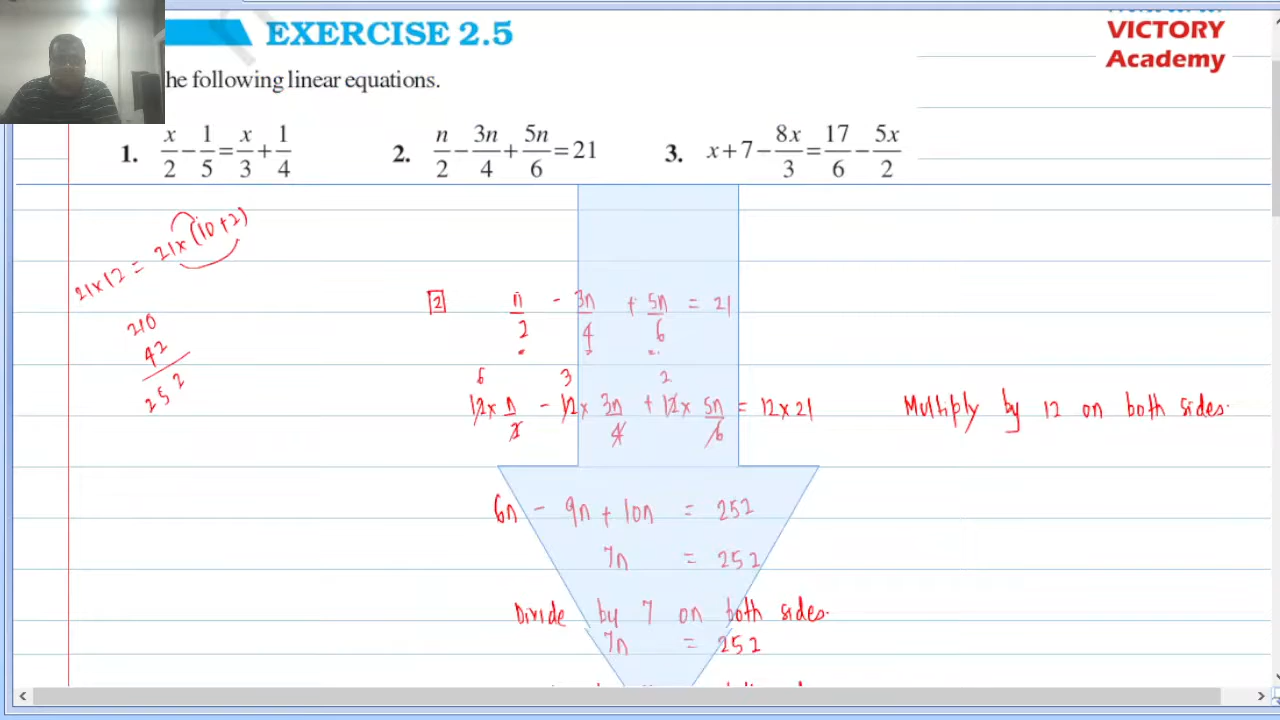 EXERCISE 2.5
VICTORY
Academy
he following linear equations.
1. x/2 - 1/5 = x/3 + 1/4
2. n/2 - 3n/4 + 5n/6 = 21
3. x + 7 - 8x/3 = 17/6 - 5x/2
21 x 12 = 21 x (10 + 2)
210
42
252
2 n/2 - 3n/4 + 5n/6 = 21
6 3 2
12 x n/2 - 12 x 3n/4 + 12 x 5n/6 = 12 x 21 Multiply by 12 on both sides.
6n - 9n + 10n = 252
7n = 252
Divide by 7 on both sides.
7n = 252